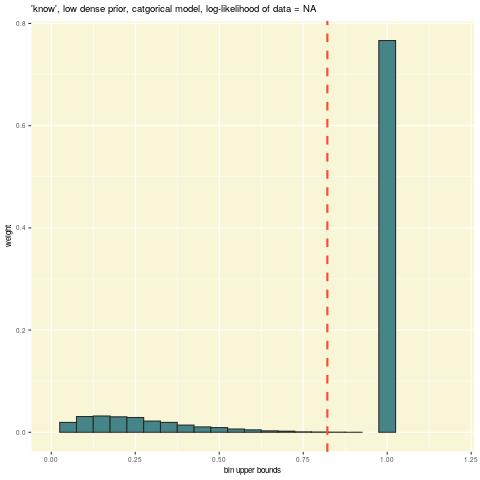 'know', low dense prior, catgorical model, log-likelihood of data = NA
0.8
0.6
0.4
0.2
0.0
weight
0.00 0.25 0.50 0.75 1.00 1.25
bin upper bounds